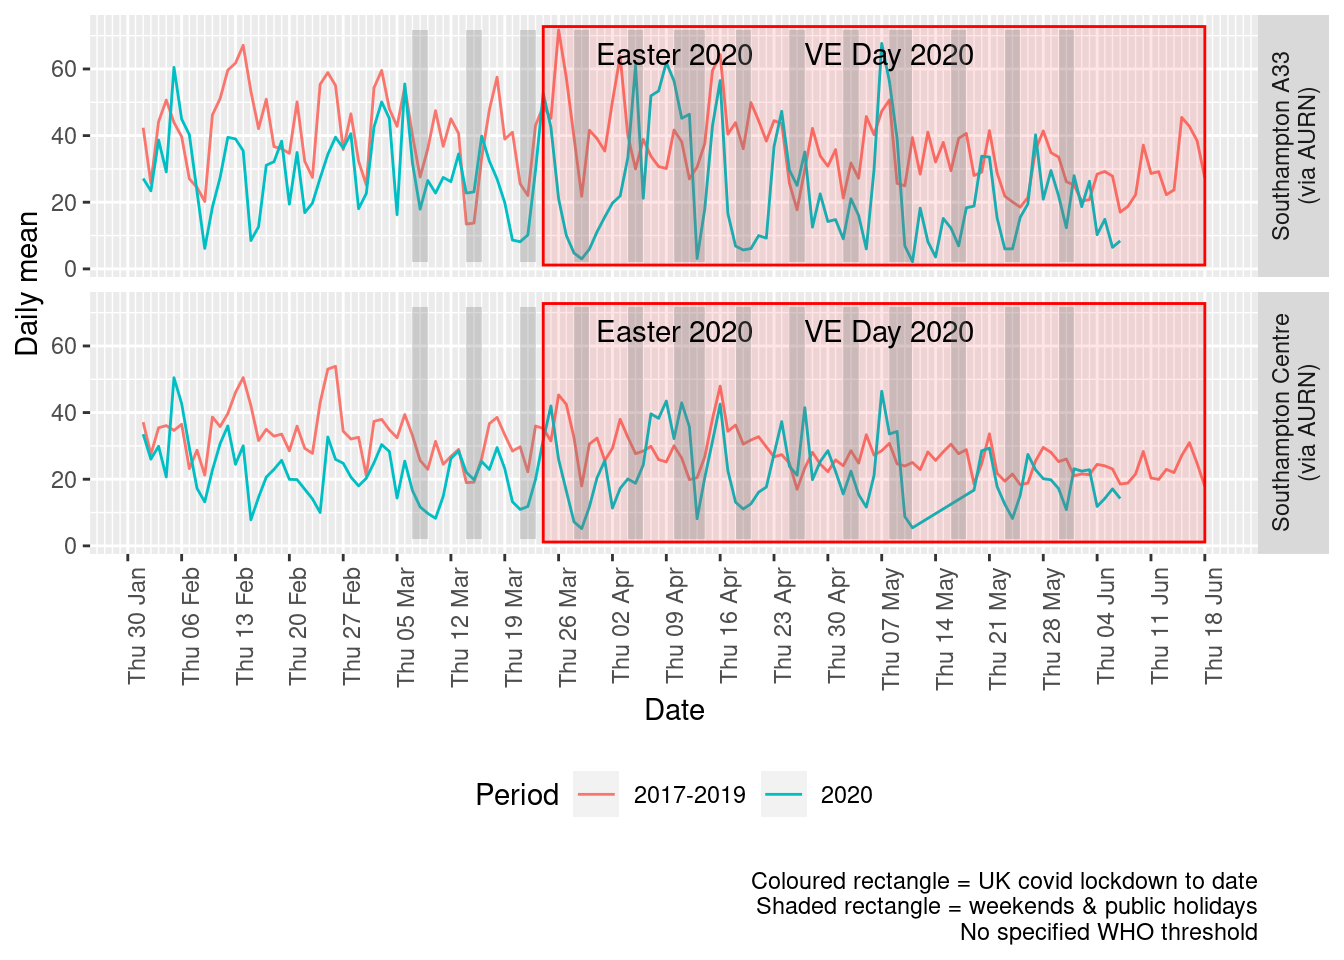 Daily mean
60
40
20
0
Easter 2020
VE Day 2020
Southampton A33
(via AURN)
60
40
20
0
Easter 2020
VE Day 2020
Southampton Centre
(via AURN)
Thu 30 Jan
Thu 06 Feb
Thu 13 Feb
Thu 20 Feb
Thu 27 Feb
Thu 05 Mar
Thu 12 Mar
Thu 19 Mar
Thu 26 Mar
Thu 02 Apr
Thu 09 Apr
Thu 16 Apr
Thu 23 Apr
Thu 30 Apr
Thu 07 May
Thu 14 May
Thu 21 May
Thu 28 May
Thu 04 Jun
Thu 11 Jun
Thu 18 Jun
Date
Period
2017-2019
2020
Coloured rectangle = UK covid lockdown to date
Shaded rectangle = weekends & public holidays
No specified WHO threshold